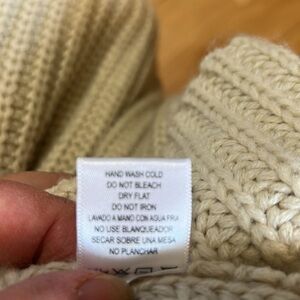 HAND WASH COLD
DO NOT BLEACH
DRY FLAT
DO NOT IRON
LAVADO A MANO CON AGUA FRIA
NO USE BLANQUEADOR
SECAR SOBRE UNA MESA
NO PLANCHAR